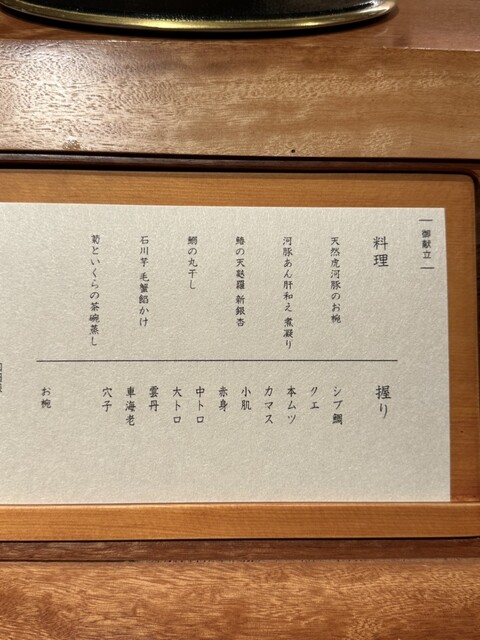 御献立
料理
天然虎河豚のお椀
河豚あん肝和え 煮凝り
鰆の天麩羅 新銀杏
鰯の丸干し
石川芋 毛蟹餡かけ
菊といくらの茶碗蒸し
握り
シブ鯛
クエ
本ムツ
カマス
小肌
赤身
中トロ
大トロ
雲丹
車海老
穴子
お椀